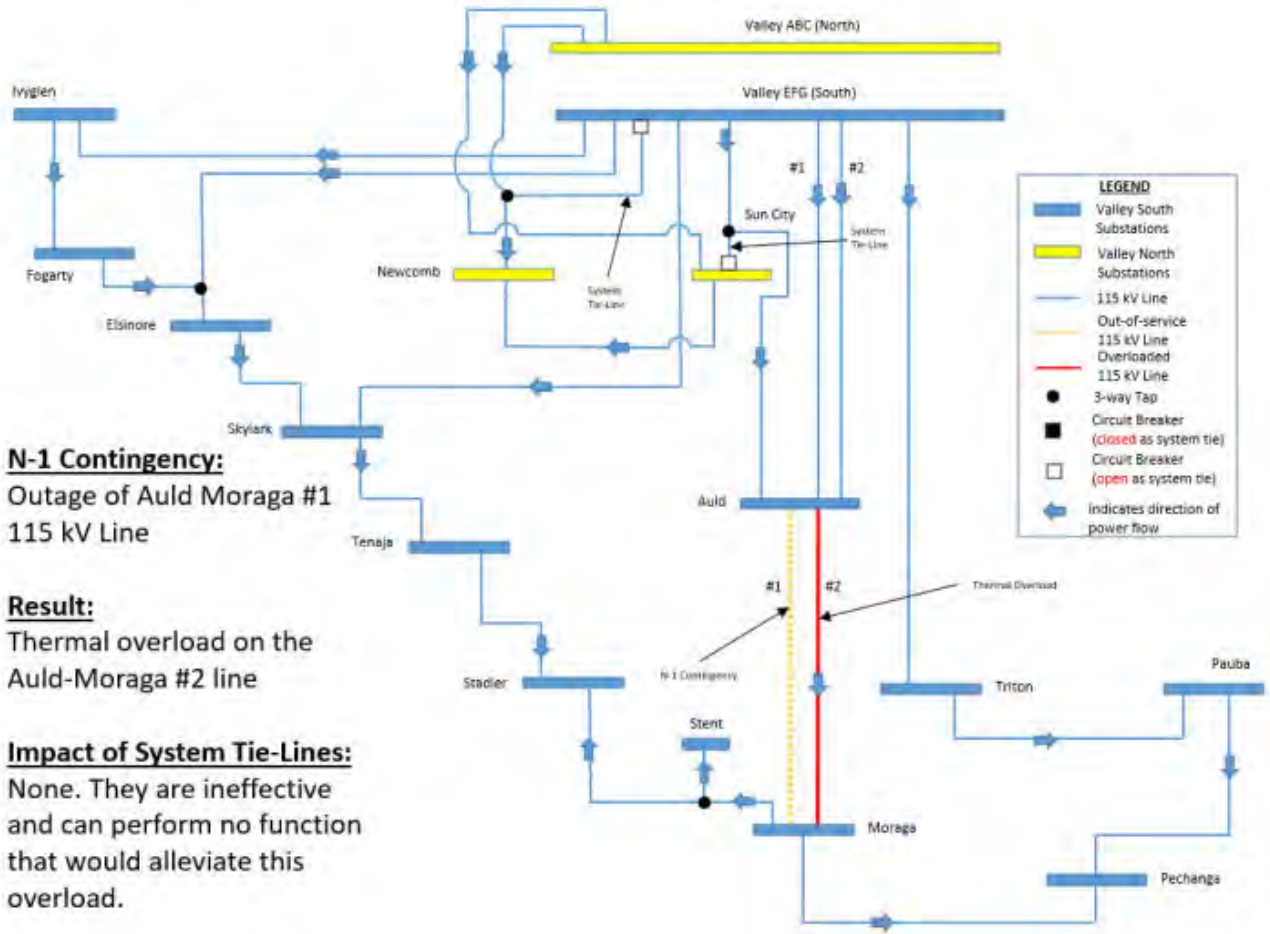 Valley ABC (North)
Ivyglen
Valley EFG (South)
#1
#2
LEGEND
Valley South
Substations
Valley North
Substations
115 kV Line
Out-of-service
115 kV Line
Overloaded
115 kV Line
3-way Tap
Circuit Breaker
(closed as system tie)
Circuit Breaker
(open as system tie)
Indicates direction of
power flow
Sun City
System
Tie-Line
Fogarty
Newcomb
System
Tie-Line
Elsinore
Skylark
N-1 Contingency:
Outage of Auld Moraga #1
115 kV Line
Auld
Tenaja
#1
#2
Thermal Overload
Result:
Thermal overload on the
Auld-Moraga #2 line
Stadler
N-1 Contingency
Triton
Pauba
Stent
Impact of System Tie-Lines:
None. They are ineffective
and can perform no function
that would alleviate this
overload.
Moraga
Pechanga